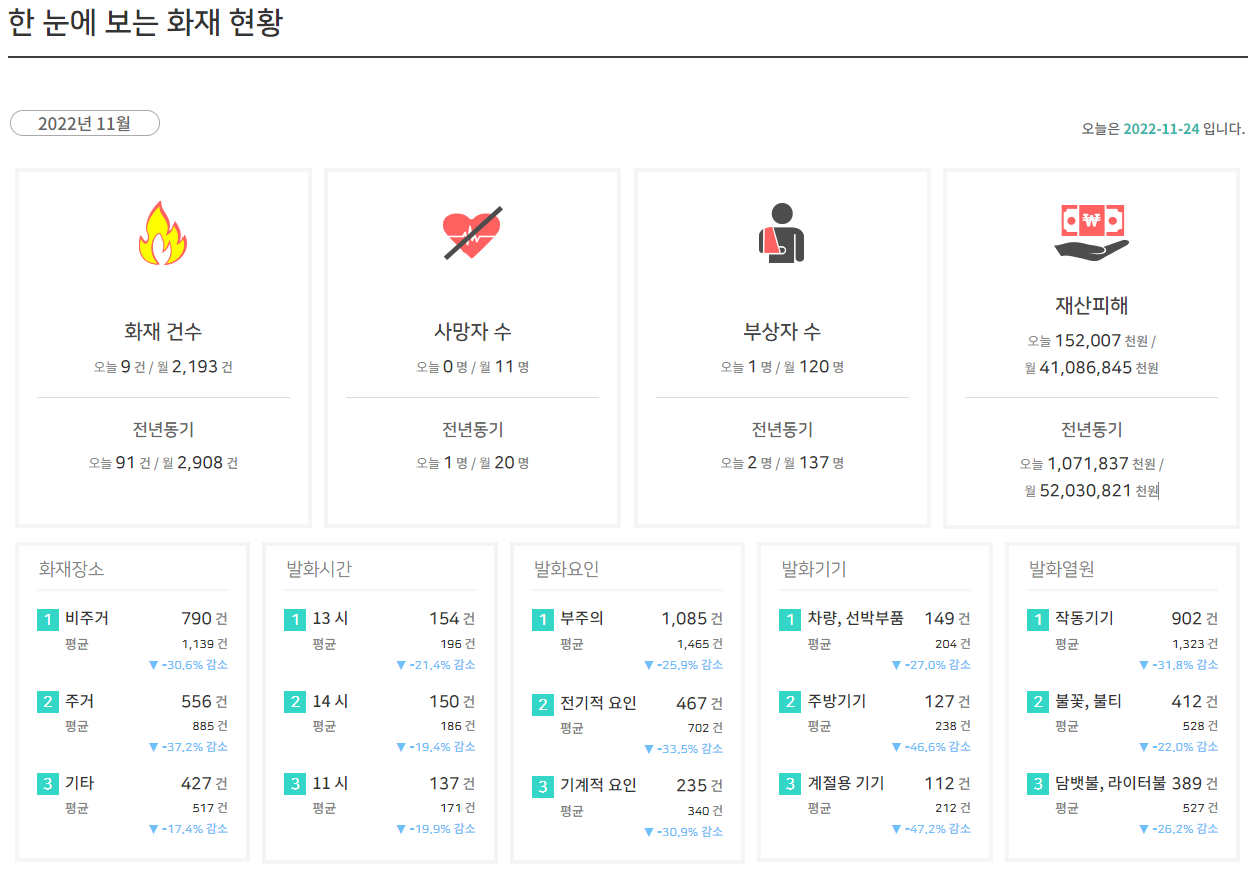 한 눈에 보는 화재 현황
2022년 11월
오늘은 2022-11-24 입니다.
₩
화재 건수
오늘 9 건 / 월 2,193 건
전년동기
오늘 91 건 / 월 2,908 건
사망자 수
오늘 0 명 / 월 11 명
전년동기
오늘 1 명 / 월 20 명
부상자 수
오늘 1 명 / 월 120 명
전년동기
오늘 2 명 / 월 137 명
재산피해
오늘 152,007 천원 /
월 41,086,845 천원
전년동기
오늘 1,071,837 천원 /
월 52,030,821 천원
화재장소
1 비주거 790 건
평균 1,139 건
▼ -30.6% 감소
2 주거 556 건
평균 885 건
▼ -37.2% 감소
3 기타 427 건
평균 517 건
▼ -17.4% 감소
발화시간
1 13 시 154 건
평균 196 건
▼ -21.4% 감소
2 14 시 150 건
평균 186 건
▼ -19.4% 감소
3 11 시 137 건
평균 171 건
▼ -19.9% 감소
발화요인
1 부주의 1,085 건
평균 1,465 건
▼ -25.9% 감소
2 전기적 요인 467 건
평균 702 건
▼ -33.5% 감소
3 기계적 요인 235 건
평균 340 건
▼ -30.9% 감소
발화기기
1 차량, 선박부품 149 건
평균 204 건
▼ -27.0% 감소
2 주방기기 127 건
평균 238 건
▼ -46.6% 감소
3 계절용 기기 112 건
평균 212 건
▼ -47.2% 감소
발화열원
1 작동기기 902 건
평균 1,323 건
▼ -31.8% 감소
2 불꽃, 불티 412 건
평균 528 건
▼ -22.0% 감소
3 담뱃불, 라이터불 389 건
평균 527 건
▼ -26.2% 감소